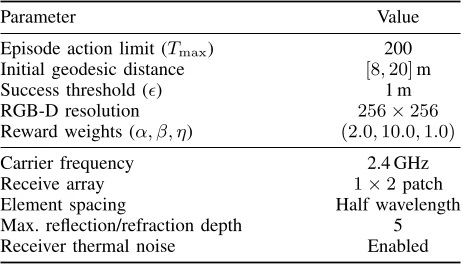 Parameter Value
Episode action limit (T_max) 200
Initial geodesic distance [8, 20] m
Success threshold (ϵ) 1 m
RGB-D resolution 256 × 256
Reward weights (α, β, η) (2.0, 10.0, 1.0)
Carrier frequency 2.4 GHz
Receive array 1 × 2 patch
Element spacing Half wavelength
Max. reflection/refraction depth 5
Receiver thermal noise Enabled